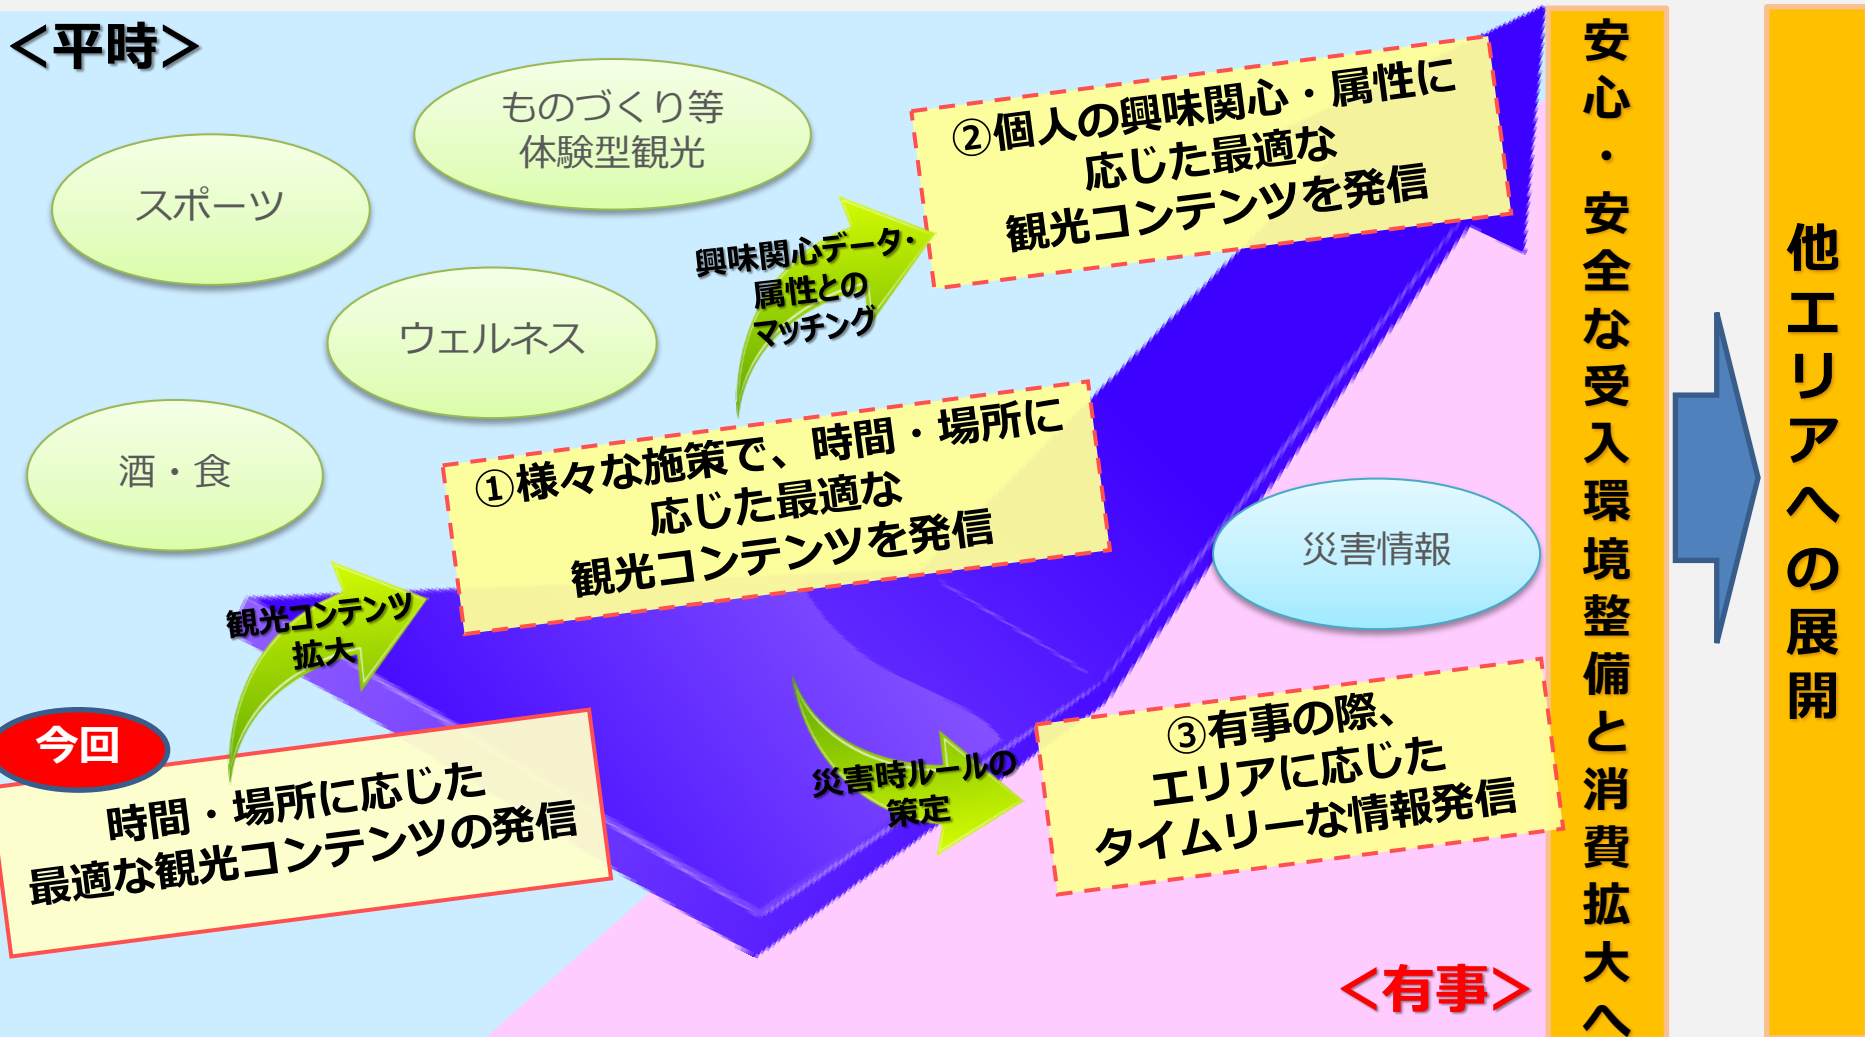 ＜平時＞
ものづくり等
体験型観光
スポーツ
ウェルネス
酒・食
②個人の興味関心・属性に
応じた最適な
観光コンテンツを発信
興味関心データ・
属性との
マッチング
①様々な施策で、時間・場所に
応じた最適な
観光コンテンツを発信
観光コンテンツ
拡大
今回
時間・場所に応じた
最適な観光コンテンツの発信
災害時ルールの
策定
災害情報
③有事の際、
エリアに応じた
タイムリーな情報発信
＜有事＞
安心・安全な受入環境整備と消費拡大へ
他エリアへの展開